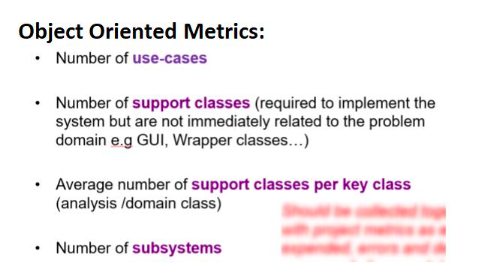 Object Oriented Metrics:
• Number of use-cases
• Number of support classes (required to implement the
system but are not immediately related to the problem
domain e.g GUI, Wrapper classes…)
• Average number of support classes per key class
(analysis /domain class)
• Number of subsystems